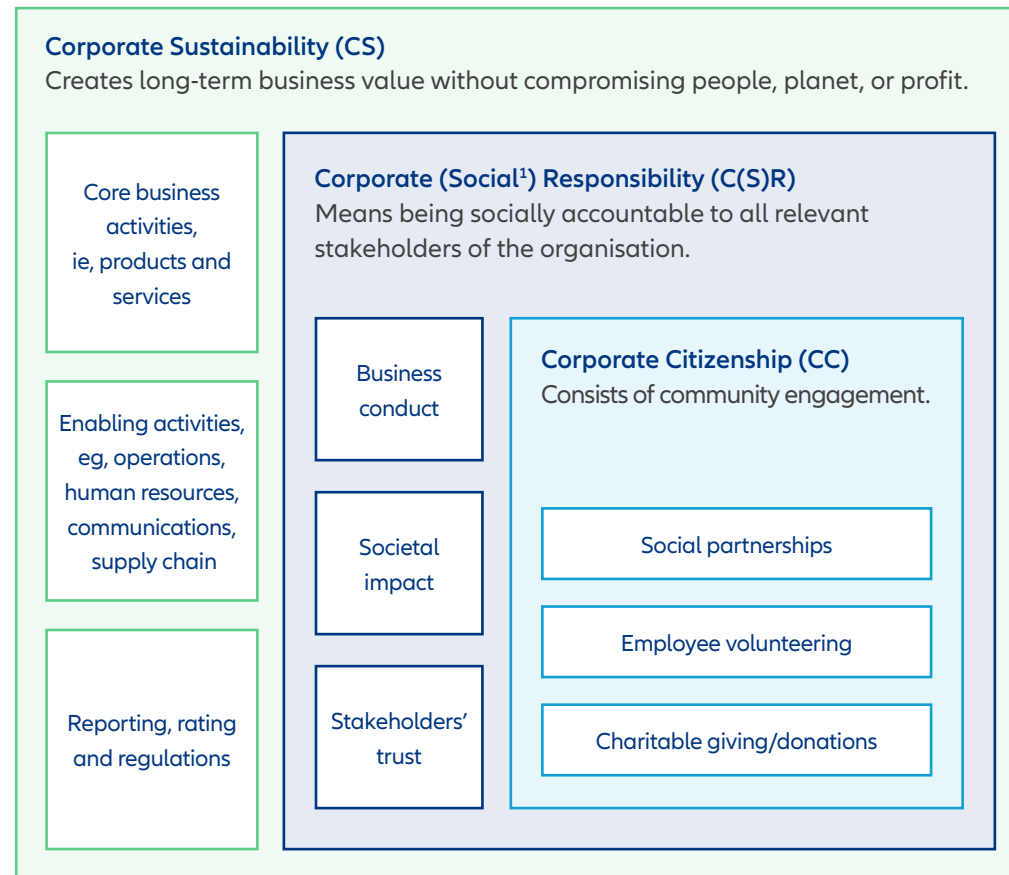 Corporate Sustainability (CS)
Creates long-term business value without compromising people, planet, or profit.
Core business
activities,
ie, products and
services
Enabling activities,
eg, operations,
human resources,
communications,
supply chain
Reporting, rating
and regulations
Corporate (Social¹) Responsibility (C(S)R)
Means being socially accountable to all relevant
stakeholders of the organisation.
Business
conduct
Societal
impact
Stakeholders’
trust
Corporate Citizenship (CC)
Consists of community engagement.
Social partnerships
Employee volunteering
Charitable giving/donations